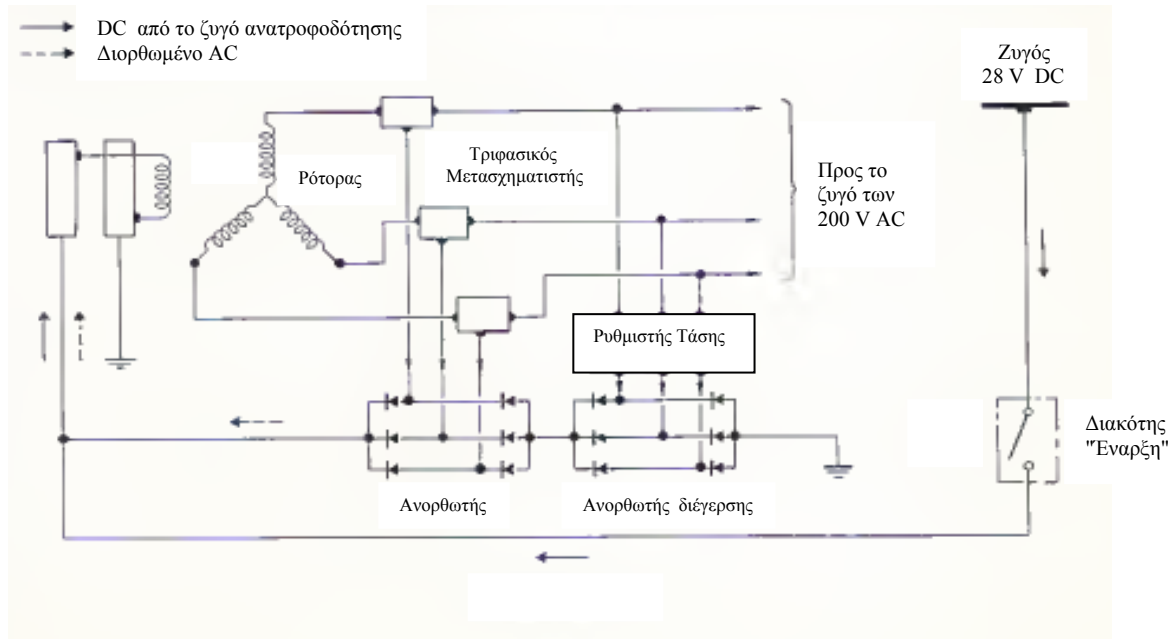 DC από το ζυγό ανατροφοδότησης
Διορθωμένο AC
Ζυγός
28 V DC
Τριφασικός
Μετασχηματιστής
Ρότορας
Προς το
ζυγό των
200 V AC
Ρυθμιστής Τάσης
Διακότης
"Έναρξη"
Ανορθωτής
Ανορθωτής διέγερσης